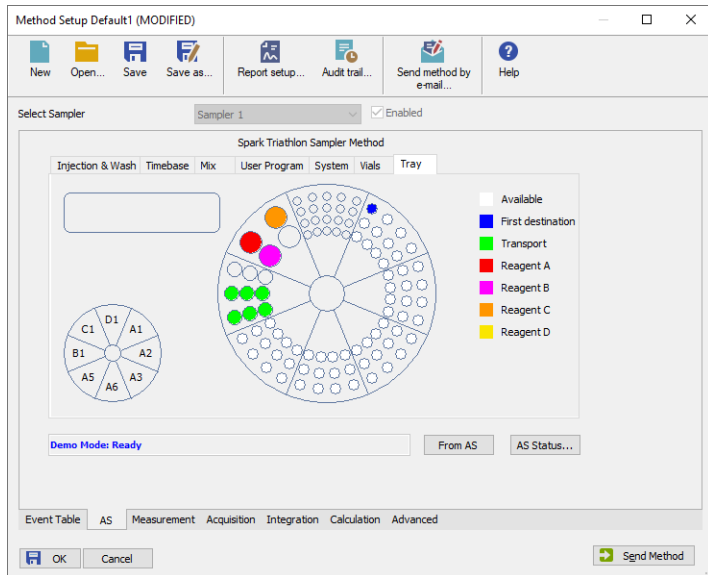 Method Setup Default1 (MODIFIED)
New
Open...
Save
Save as...
Report setup...
Audit trail...
Send method by
e-mail...
Help
Select Sampler
Sampler 1
Enabled
Spark Triathlon Sampler Method
Injection & Wash
Timebase
Mix
User Program
System
Vials
Tray
Available
First destination
Transport
Reagent A
Reagent B
Reagent C
Reagent D
D1
C1
A1
B1
A2
A5
A3
A6
Demo Mode: Ready
From AS
AS Status...
Event Table
AS
Measurement
Acquisition
Integration
Calculation
Advanced
OK
Cancel
Send Method